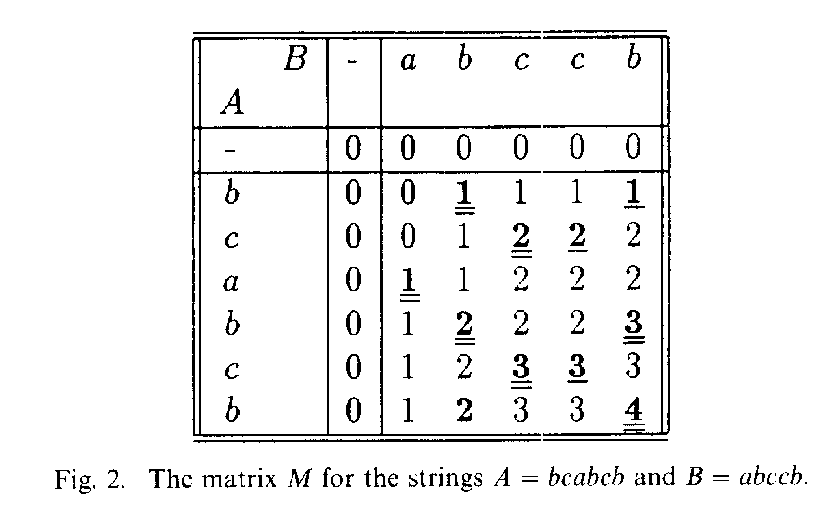 B - a b c c b
A
- 0 0 0 0 0 0
b 0 0 1 1 1 1
c 0 0 1 2 2 2
a 0 1 1 2 2 2
b 0 1 2 2 2 3
c 0 1 2 3 3 3
b 0 1 2 3 3 4
Fig. 2. The matrix M for the strings A = bcabcb and B = abccb.